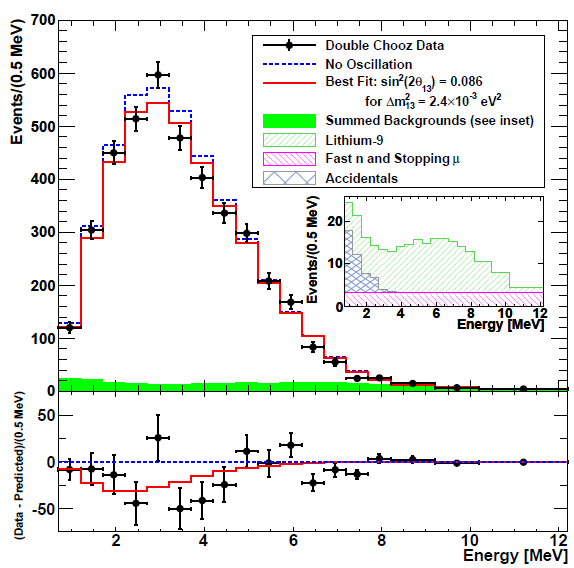 700
600
500
400
300
200
100
0
Events/(0.5 MeV)
Double Chooz Data
No Oscillation
Best Fit: sin²(2θ₁₃) = 0.086
for Δm²₁₃ = 2.4×10⁻³ eV²
Summed Backgrounds (see inset)
Lithium-9
Fast n and Stopping μ
Accidentals
Events/(0.5 MeV)
20
10
0
2 4 6 8 10 12
Energy [MeV]
(Data - Predicted)/(0.5 MeV)
50
0
-50
2 4 6 8 10 12
Energy [MeV]